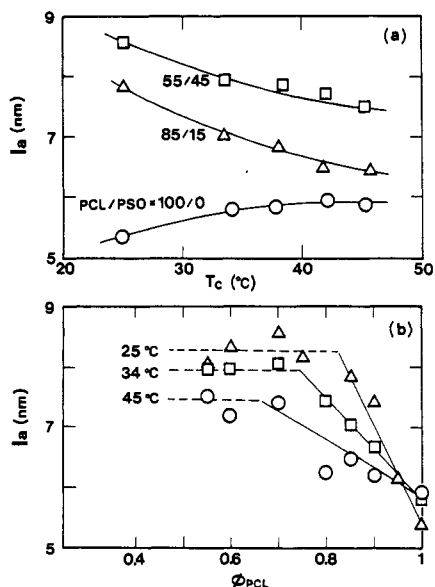 9
(a)
55/45
la (nm)
7
85/15
PCL/PSO=100/0
5
20 30 40 50
Tc (°C)
9
(b)
25 °C
34 °C
la (nm)
7
45 °C
5
0.4 0.6 0.8 1
ØPCL